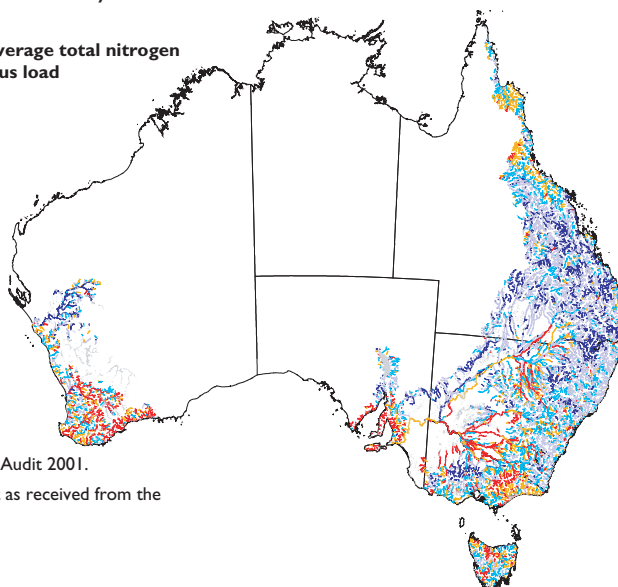 verage total nitrogen
us load
Audit 2001.
as received from the